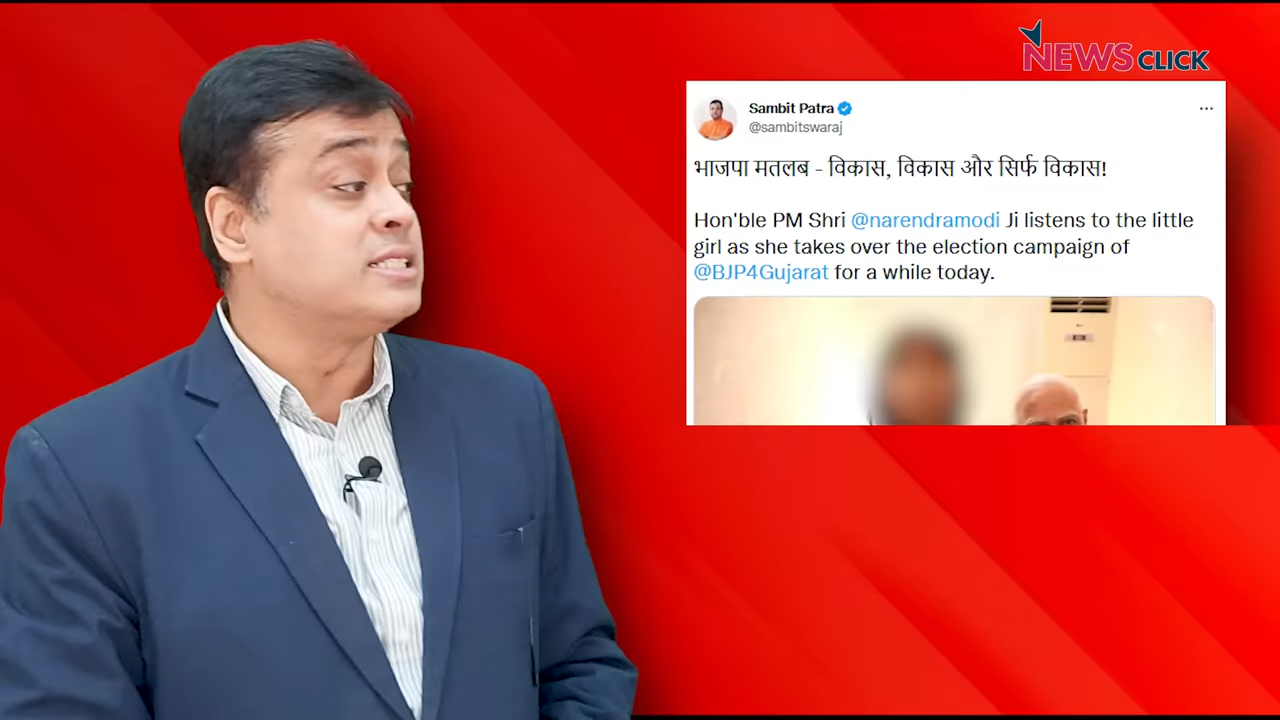 NEWSCLICK
Sambit Patra
@sambitswaraj
भाजपा मतलब - विकास, विकास और सिर्फ विकास!
Hon'ble PM Shri @narendramodi Ji listens to the little
girl as she takes over the election campaign of
@BJP4Gujarat for a while today.